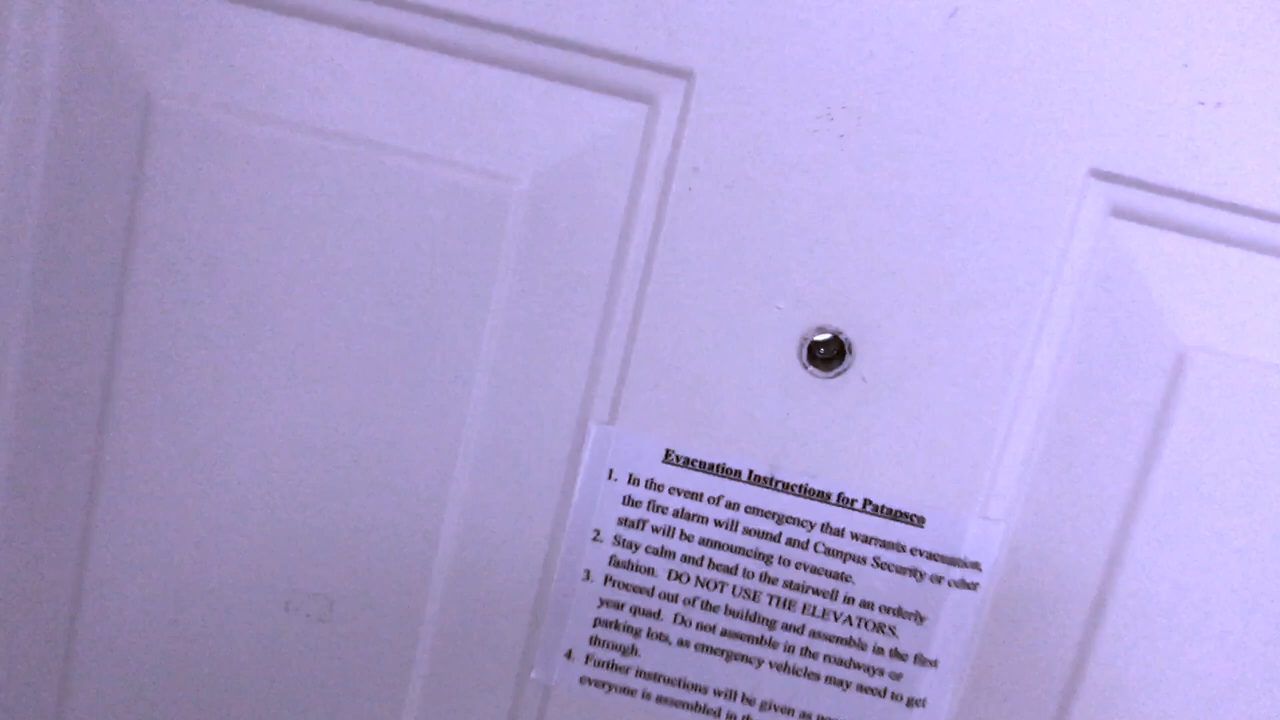 Evacuation Instructions for Patapsco
1. In the event of an emergency that warrants evacuation,
the fire alarm will sound and Campus Security or other
staff will be announcing to evacuate.
2. Stay calm and head to the stairwell in an orderly
fashion. DO NOT USE THE ELEVATORS.
3. Proceed out of the building and assemble in the first
year quad. Do not assemble in the roadways or
parking lots, as emergency vehicles may need to get
through.
4. Further instructions will be given as
everyone is assembled in the